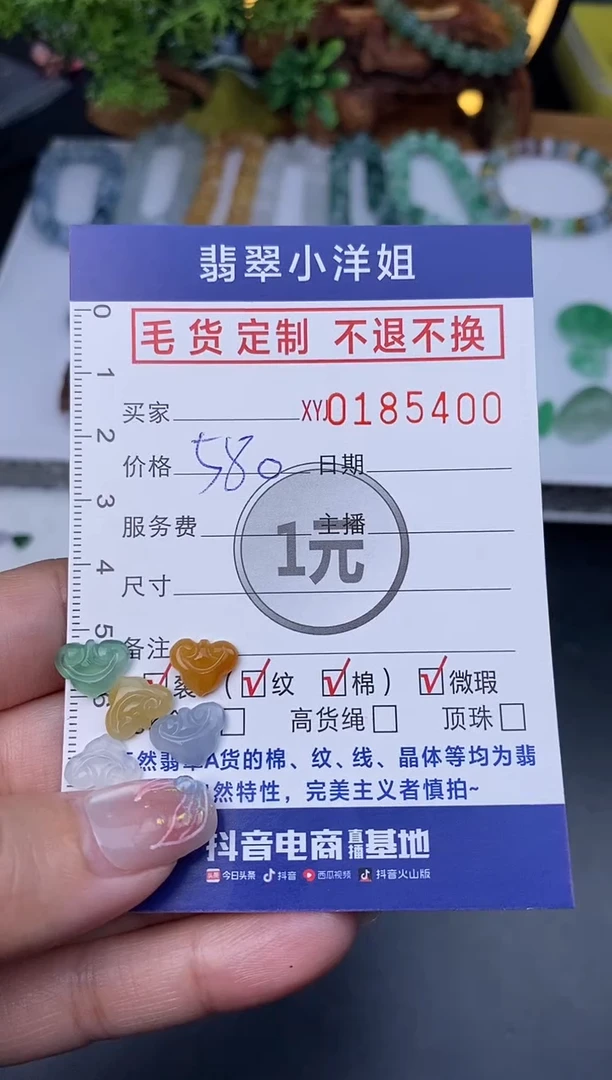 翡翠小洋姐
毛货定制 不退不换
买家 XYJ0185400
价格 580 日期
服务费 主播
1元
尺寸
备注
裂 (☑纹 ☑棉) ☑微瑕
高货绳□ 顶珠□
然翡翠A货的棉、纹、线、晶体等均为翡
然特性，完美主义者慎拍~
抖音电商直播基地
头条 今日头条 抖音 西瓜视频 抖音火山版
0
1
2
3
4
5
6